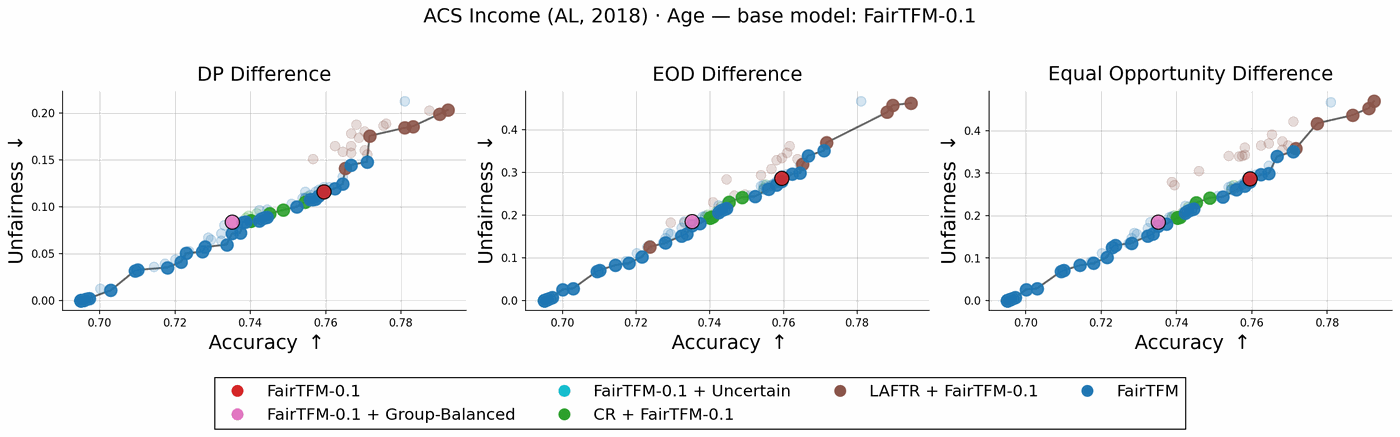 ACS Income (AL, 2018) · Age — base model: FairTFM-0.1
DP Difference
Unfairness ↓
0.20
0.15
0.10
0.05
0.00
0.70 0.72 0.74 0.76 0.78
Accuracy ↑
EOD Difference
Unfairness ↓
0.4
0.3
0.2
0.1
0.0
0.70 0.72 0.74 0.76 0.78
Accuracy ↑
Equal Opportunity Difference
Unfairness ↓
0.4
0.3
0.2
0.1
0.0
0.70 0.72 0.74 0.76 0.78
Accuracy ↑
FairTFM-0.1 FairTFM-0.1 + Uncertain LAFTR + FairTFM-0.1 FairTFM
FairTFM-0.1 + Group-Balanced CR + FairTFM-0.1